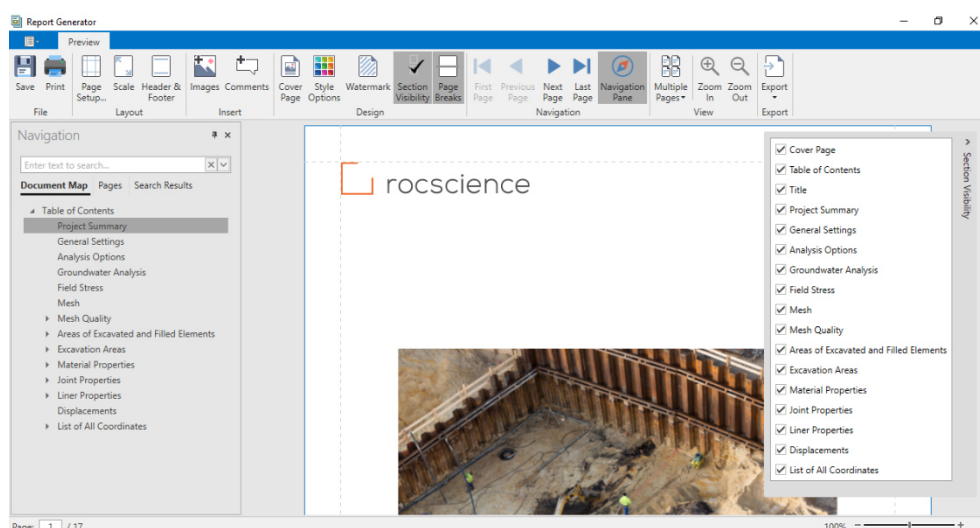 Report Generator
Preview
Save Print Page Setup... Scale Header & Footer Images Comments Cover Page Style Options Watermark Section Visibility Page Breaks First Page Previous Page Next Page Last Page Navigation Pane Multiple Pages Zoom In Zoom Out Export
File Layout Insert Design Navigation View Export
Navigation
Enter text to search...
Document Map Pages Search Results
Table of Contents
Project Summary
General Settings
Analysis Options
Groundwater Analysis
Field Stress
Mesh
Mesh Quality
Areas of Excavated and Filled Elements
Excavation Areas
Material Properties
Joint Properties
Liner Properties
Displacements
List of All Coordinates
rocscience
Cover Page
Table of Contents
Title
Project Summary
General Settings
Analysis Options
Groundwater Analysis
Field Stress
Mesh
Mesh Quality
Areas of Excavated and Filled Elements
Excavation Areas
Material Properties
Joint Properties
Liner Properties
Displacements
List of All Coordinates
Section Visibility
Page: 1 / 17
100% − +